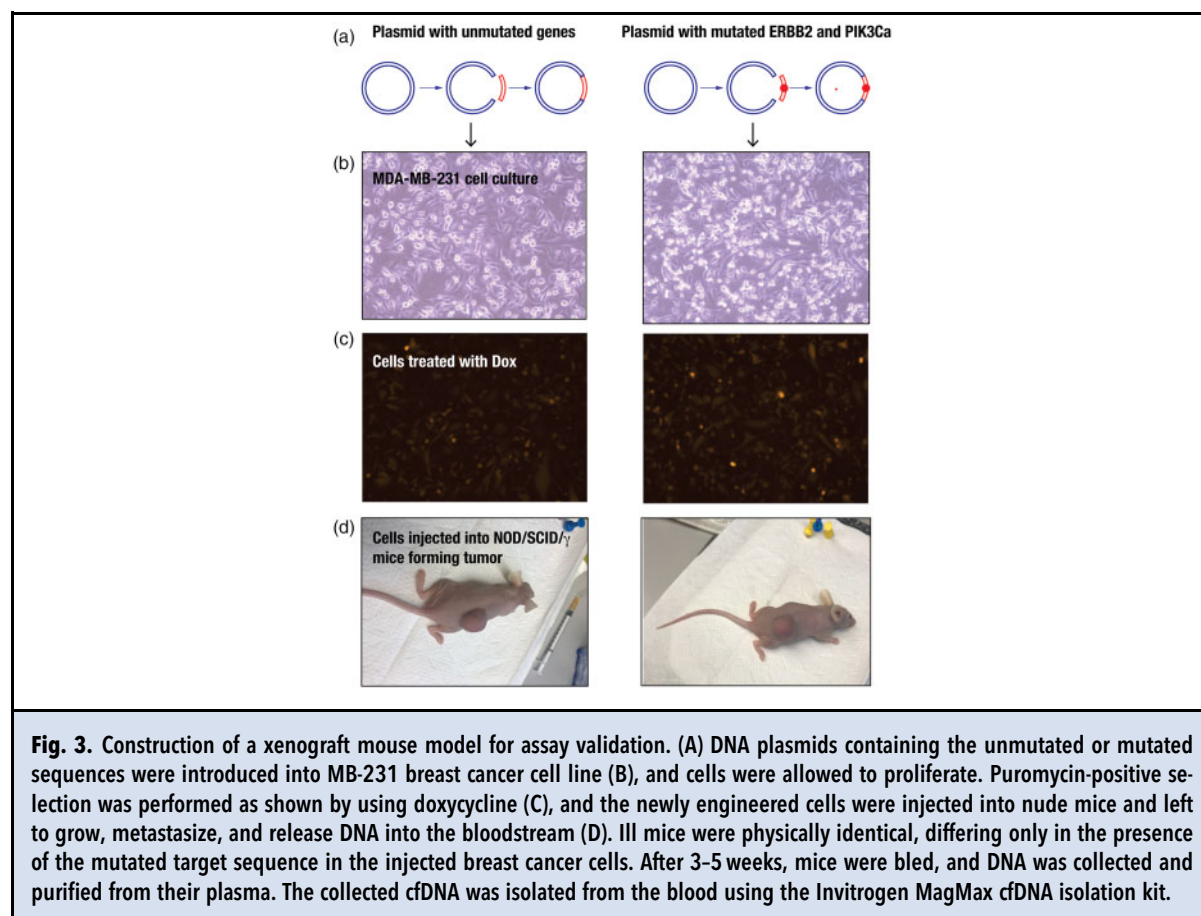 (a)
Plasmid with unmutated genes
Plasmid with mutated ERBB2 and PIK3Ca
(b)
MDA-MB-231 cell culture
(c)
Cells treated with Dox
(d)
Cells injected into NOD/SCID/γ
mice forming tumor
Fig. 3. Construction of a xenograft mouse model for assay validation. (A) DNA plasmids containing the unmutated or mutated
sequences were introduced into MB-231 breast cancer cell line (B), and cells were allowed to proliferate. Puromycin-positive se-
lection was performed as shown by using doxycycline (C), and the newly engineered cells were injected into nude mice and left
to grow, metastasize, and release DNA into the bloodstream (D). Ill mice were physically identical, differing only in the presence
of the mutated target sequence in the injected breast cancer cells. After 3–5 weeks, mice were bled, and DNA was collected and
purified from their plasma. The collected cfDNA was isolated from the blood using the Invitrogen MagMax cfDNA isolation kit.